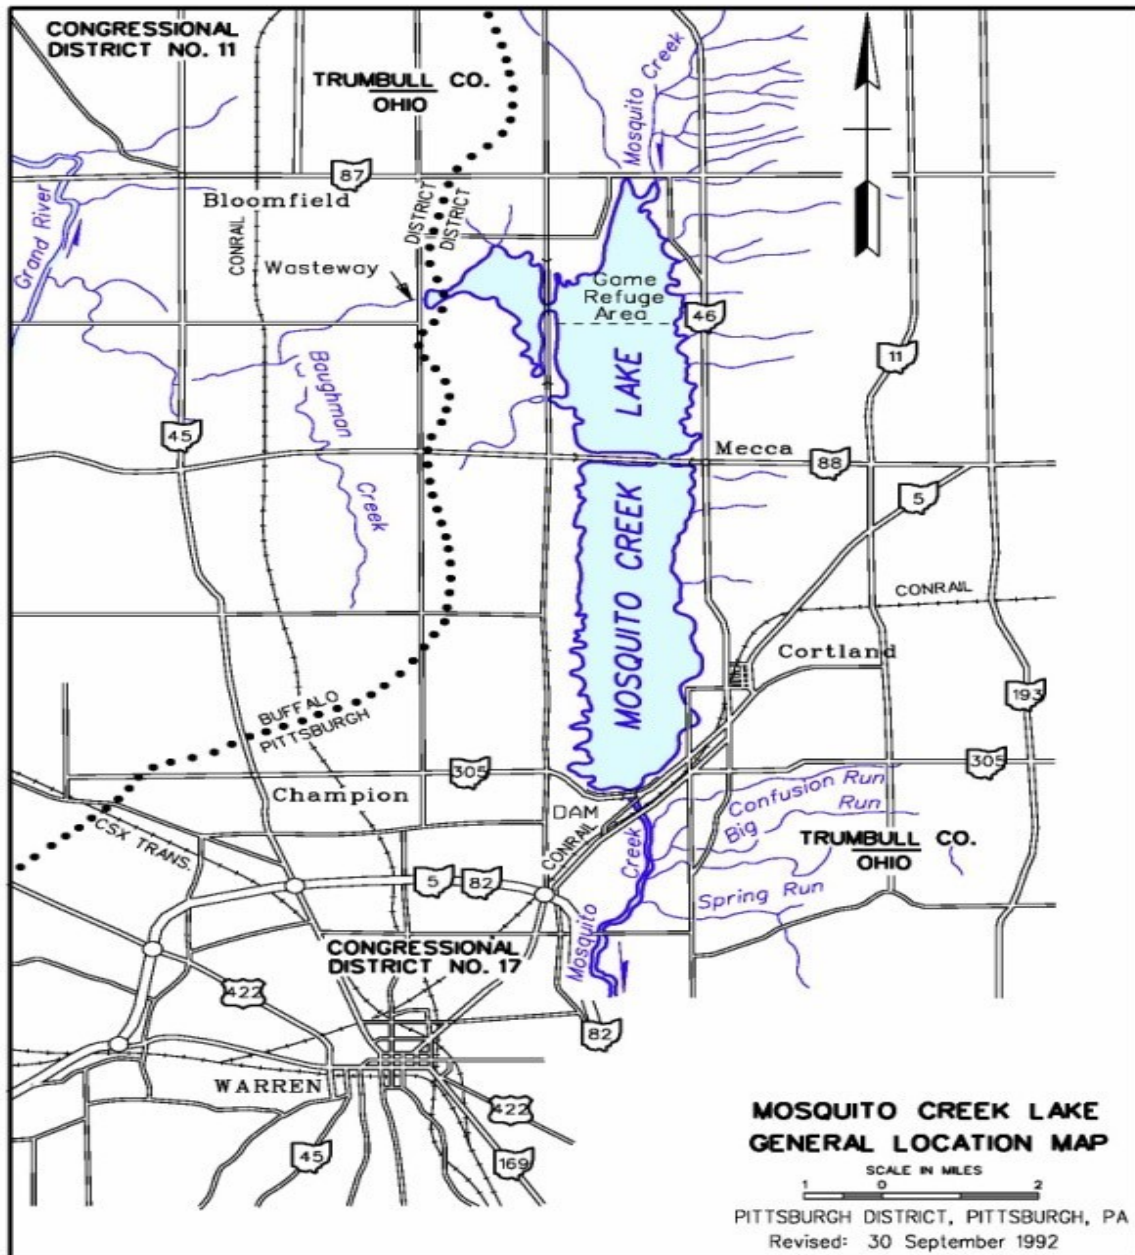 CONGRESSIONAL
DISTRICT NO. 11
TRUMBULL CO.
OHIO
Mosquito Creek
87
Bloomfield
Grand River
CONRAIL
DISTRICT
DISTRICT
Wasteway
Game
Refuge
Area
46
11
Baughman
Creek
45
MOSQUITO CREEK LAKE
Mecca
88
5
CONRAIL
Cortland
193
BUFFALO
PITTSBURGH
305
305
Champion
DAM
Confusion Run
Big Run
TRUMBULL CO.
OHIO
CSX TRANS.
CONRAIL
Mosquito Creek
5
82
Spring Run
CONGRESSIONAL
DISTRICT NO. 17
422
82
WARREN
422
45
169
MOSQUITO CREEK LAKE
GENERAL LOCATION MAP
SCALE IN MILES
1 0 2
PITTSBURGH DISTRICT, PITTSBURGH, PA
Revised: 30 September 1992